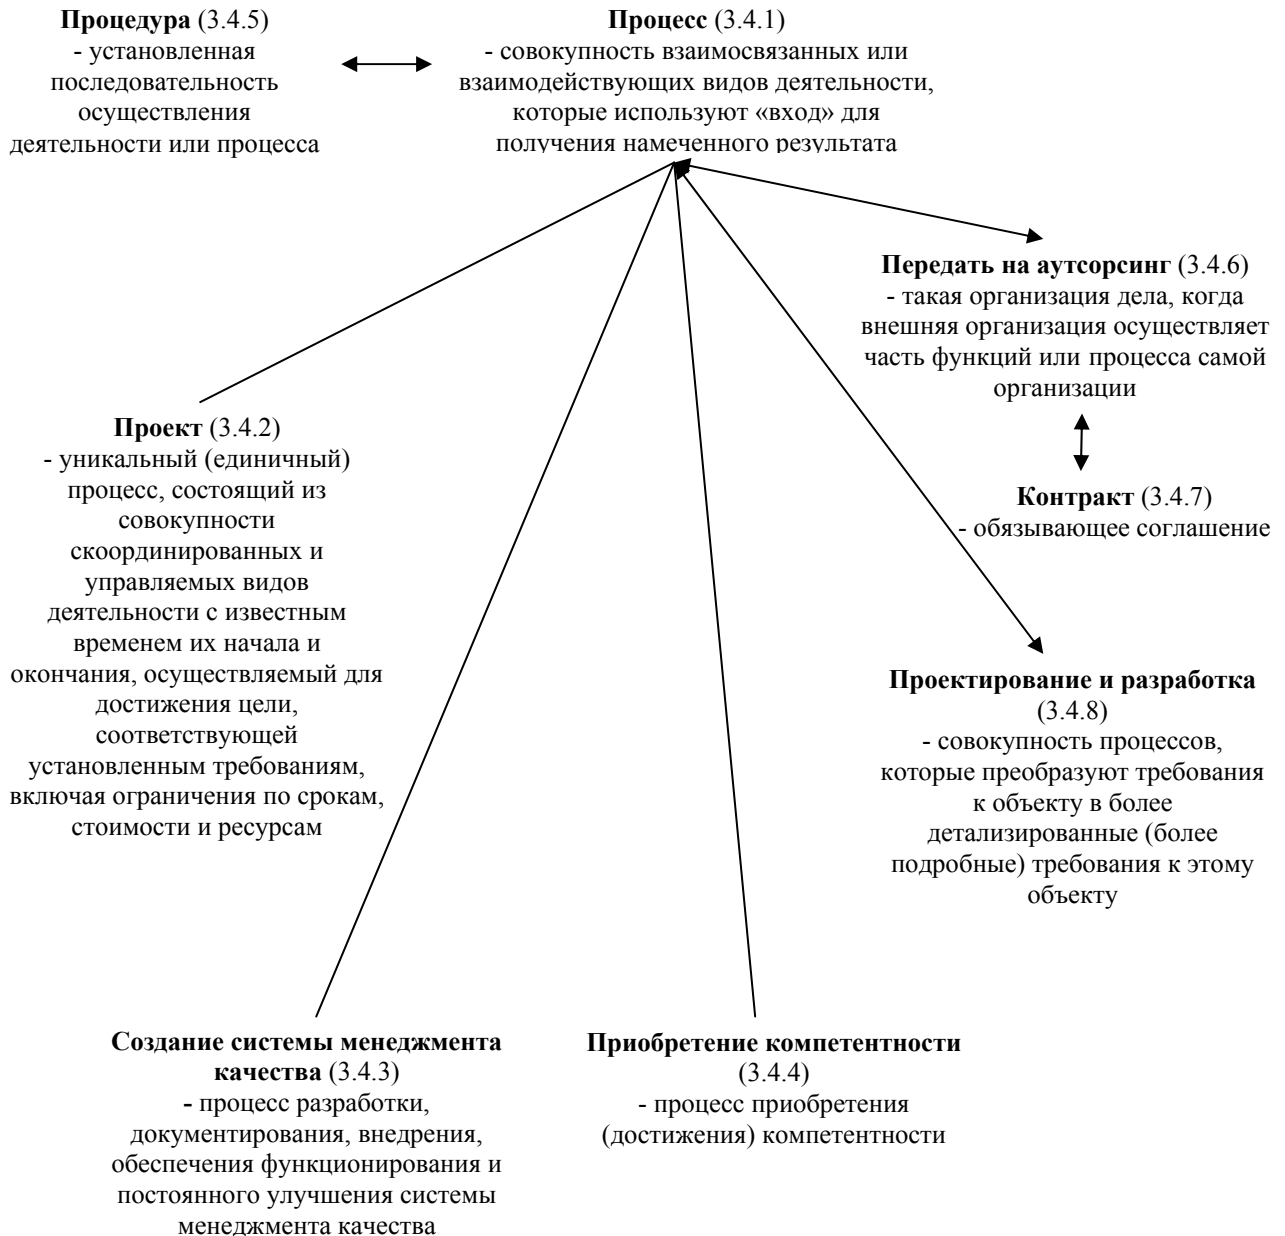 Процедура (3.4.5)
- установленная
последовательность
осуществления
деятельности или процесса
Процесс (3.4.1)
- совокупность взаимосвязанных или
взаимодействующих видов деятельности,
которые используют «вход» для
получения намеченного результата
Передать на аутсорсинг (3.4.6)
- такая организация дела, когда
внешняя организация осуществляет
часть функций или процесса самой
организации
Контракт (3.4.7)
- обязывающее соглашение
Проект (3.4.2)
- уникальный (единичный)
процесс, состоящий из
совокупности
скоординированных и
управляемых видов
деятельности с известным
временем их начала и
окончания, осуществляемый для
достижения цели,
соответствующей
установленным требованиям,
включая ограничения по срокам,
стоимости и ресурсам
Проектирование и разработка
(3.4.8)
- совокупность процессов,
которые преобразуют требования
к объекту в более
детализированные (более
подробные) требования к этому
объекту
Создание системы менеджмента
качества (3.4.3)
- процесс разработки,
документирования, внедрения,
обеспечения функционирования и
постоянного улучшения системы
менеджмента качества
Приобретение компетентности
(3.4.4)
- процесс приобретения
(достижения) компетентности